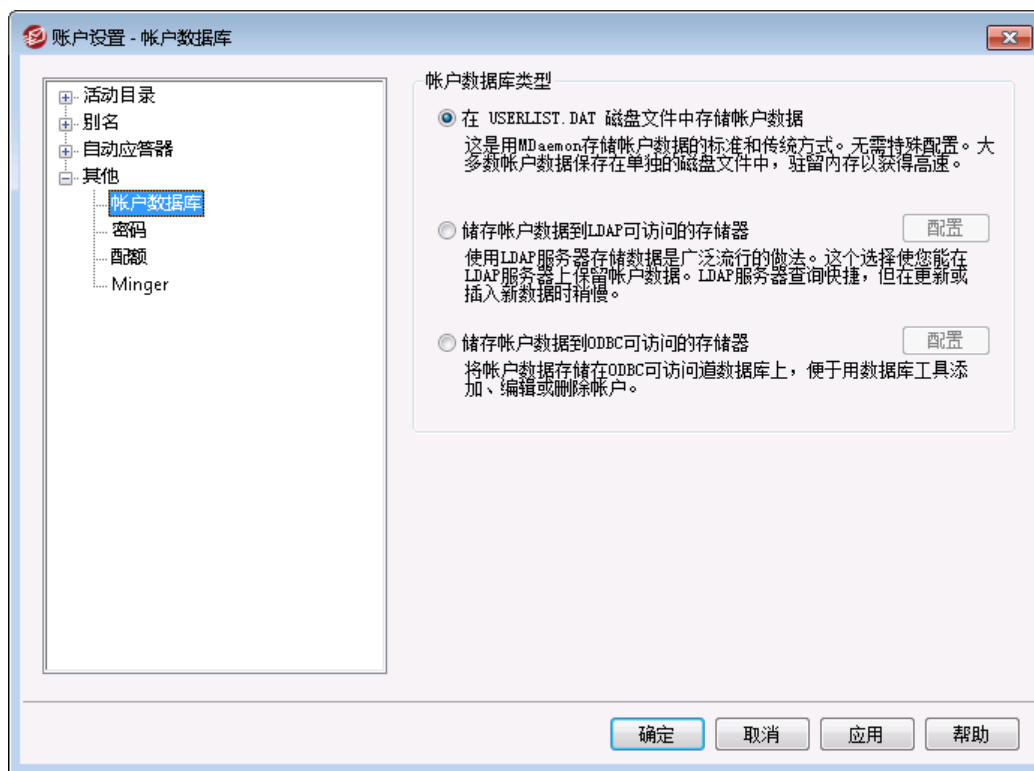 账户设置 - 帐户数据库
活动目录
别名
自动应答器
其他
帐户数据库
密码
配额
Minger
帐户数据库类型
在 USERLIST.DAT 磁盘文件中存储帐户数据
这是用MDaemon存储帐户数据的标准和传统方式。无需特殊配置。大
多数帐户数据保存在单独的磁盘文件中，驻留内存以获得高速。
储存帐户数据到LDAP可访问的存储器
配置
使用LDAP服务器存储数据是广泛流行的做法。这个选择使您能在
LDAP服务器上保留帐户数据。LDAP服务器查询快捷，但在更新或
插入新数据时稍慢。
储存帐户数据到ODBC可访问的存储器
配置
将帐户数据存储在ODBC可访问道数据库上，便于用数据库工具添
加、编辑或删除帐户。
确定
取消
应用
帮助